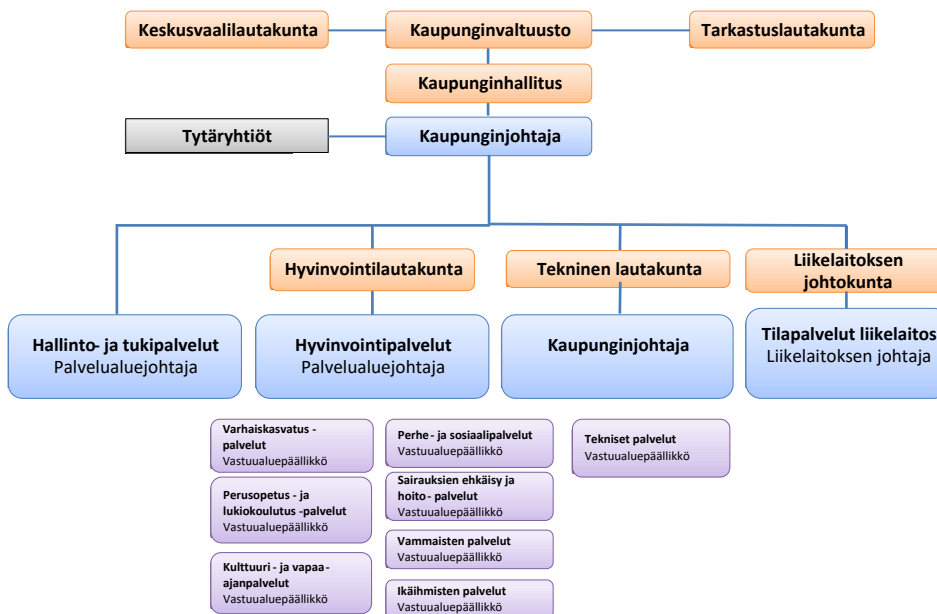 Keskusvaalilautakunta
Kaupunginvaltuusto
Tarkastuslautakunta
Kaupunginhallitus
Tytäryhtiöt
Kaupunginjohtaja
Hyvinvointilautakunta
Tekninen lautakunta
Liikelaitoksen
johtokunta
Hallinto- ja tukipalvelut
Palvelualuejohtaja
Hyvinvointipalvelut
Palvelualuejohtaja
Kaupunginjohtaja
Tilapalvelut liikelaitos
Liikelaitoksen johtaja
Varhaiskasvatus -
palvelut
Vastuualuepäällikkö
Perusopetus - ja
lukiokoulutus -palvelut
Vastuualuepäällikkö
Kulttuuri - ja vapaa-
ajanpalvelut
Vastuualuepäällikkö
Perhe - ja sosiaalipalvelut
Vastuualuepäällikkö
Sairauksien ehkäisy ja
hoito - palvelut
Vastuualuepäällikkö
Vammaisten palvelut
Vastuualuepäällikkö
Ikäihmisten palvelut
Vastuualuepäällikkö
Tekniset palvelut
Vastuualuepäällikkö